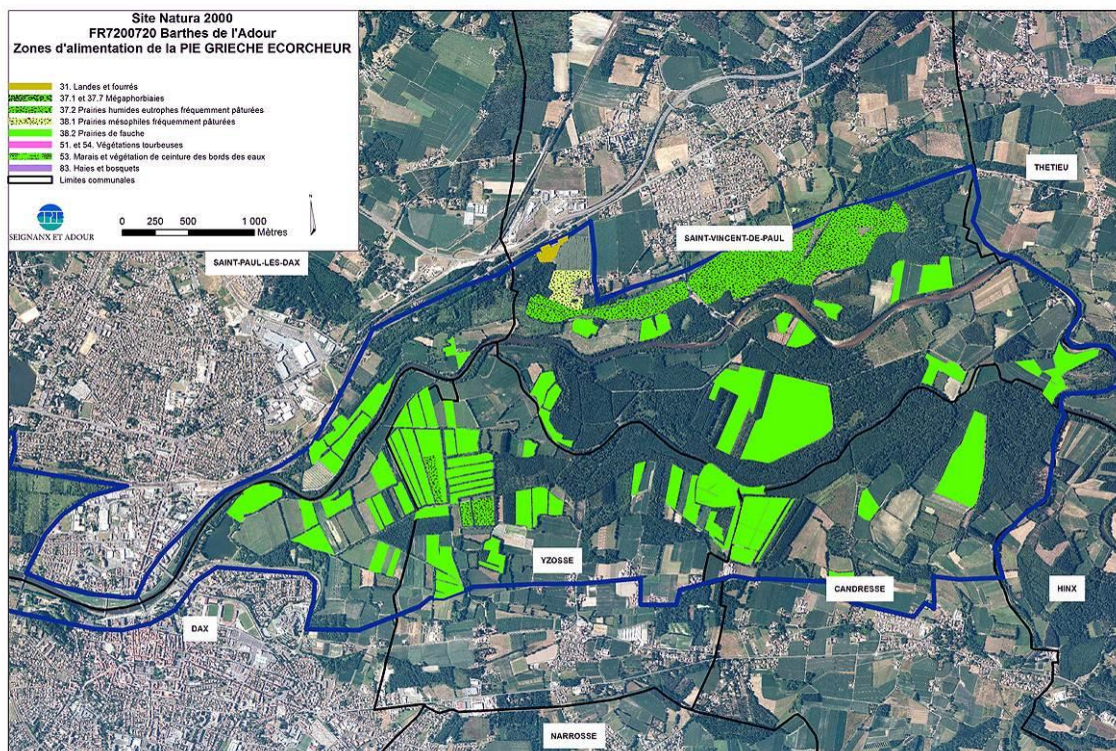 Site Natura 2000
FR7200720 Barthes de l'Adour
Zones d'alimentation de la PIE GRIECHE ECORCHEUR
31. Landes et fourrés
37.1 et 37.7 Mégaphorbiaies
37.2 Prairies humides eutrophes fréquemment pâturées
38.1 Prairies mésophiles fréquemment pâturées
38.2 Prairies de fauche
51. et 54. Végétations tourbeuses
53. Marais et végétation de ceinture des bords des eaux
83. Haies et bosquets
Limites communales
N
SEIGNANX ET ADOUR
0 250 500 1 000
Mètres
THETIEU
SAINT-VINCENT-DE-PAUL
SAINT-PAUL-LES-DAX
YZOSSE
CANDRESSE
HINX
DAX
NARROSSE